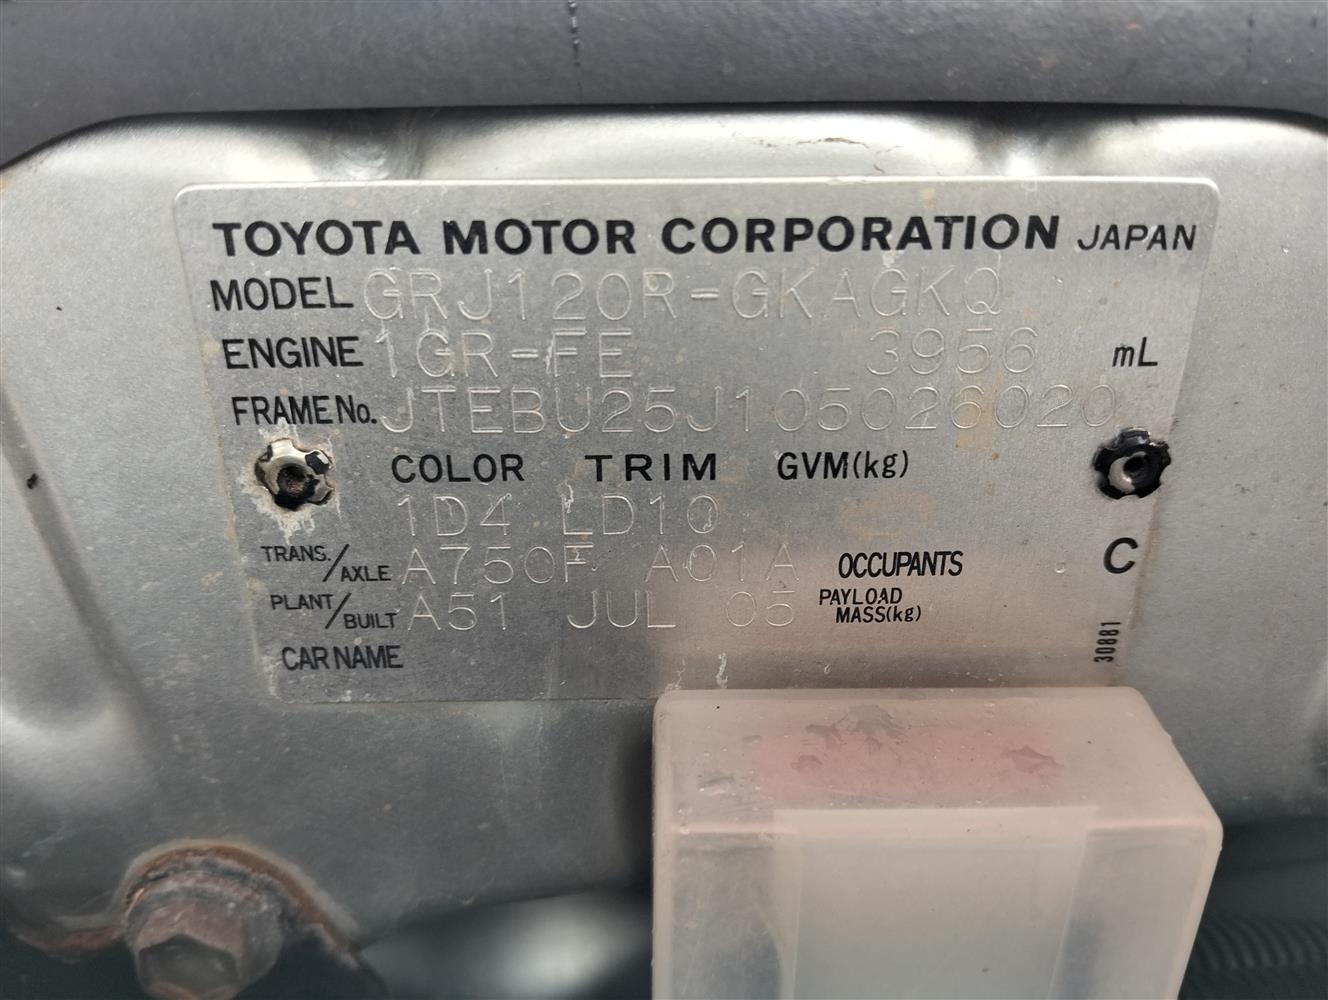 TOYOTA MOTOR CORPORATION JAPAN
MODEL GRJ120R-GKAGKQ
ENGINE 1GR-FE 3956 mL
FRAME No. JTEBU25J105026020
COLOR TRIM GVM(kg)
1D4 LD10
TRANS./AXLE A750F A01A OCCUPANTS C
PLANT/BUILT A51 JUL 05 PAYLOAD MASS(kg)
CAR NAME
30881